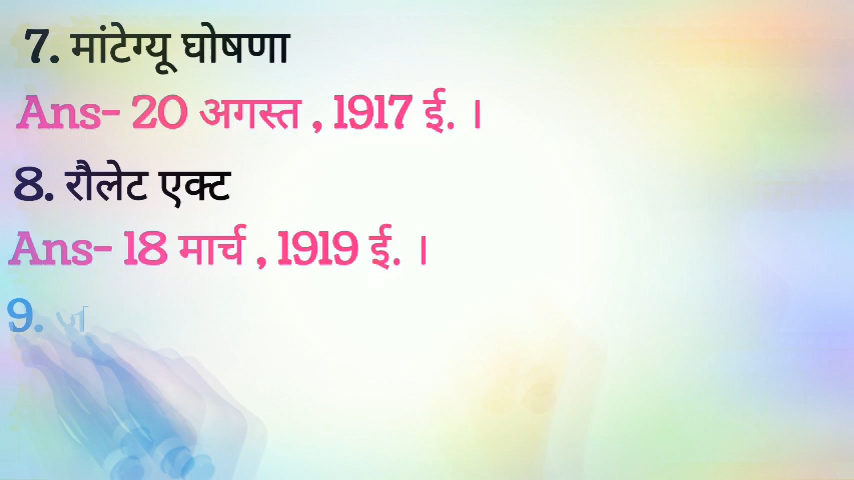 7. मांटेग्यू घोषणा
Ans- 20 अगस्त , 1917 ई. ।
8. रौलेट एक्ट
Ans- 18 मार्च , 1919 ई. ।
9.